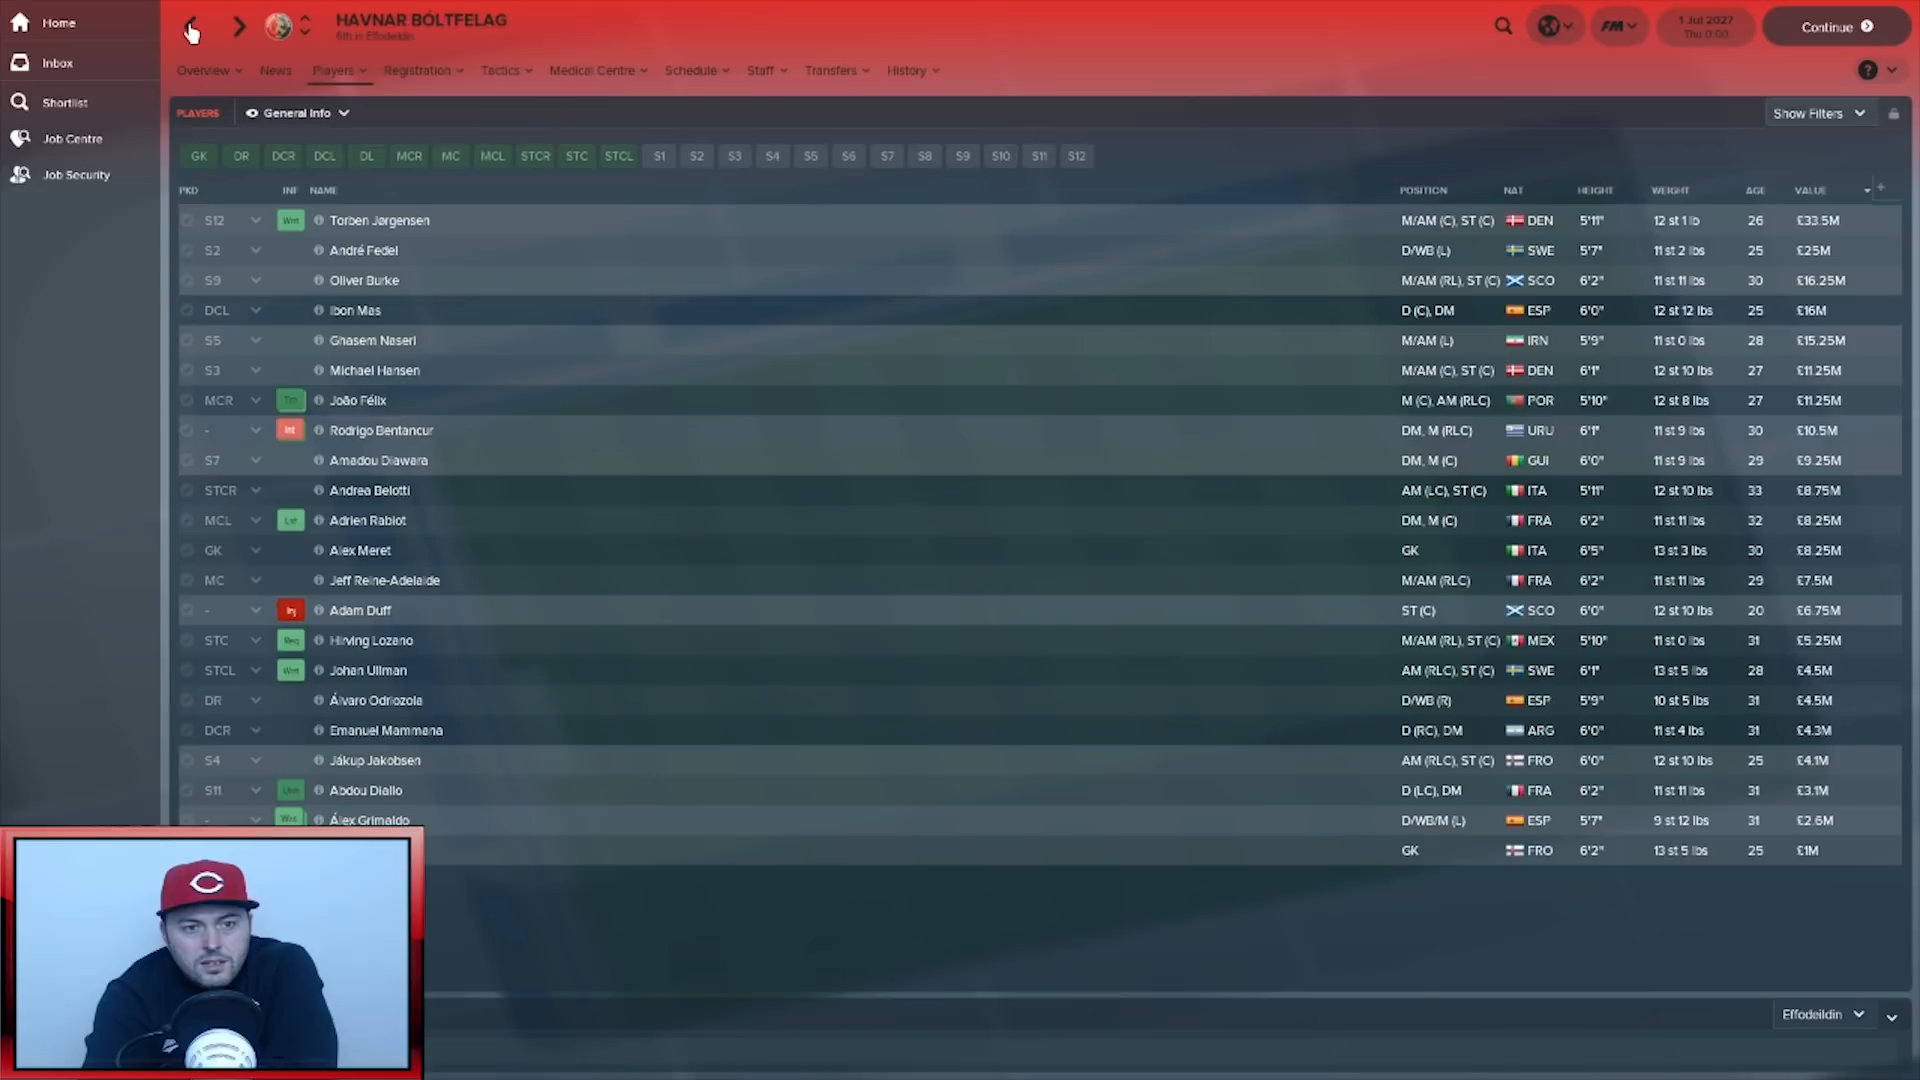 Home
Inbox
Shortlist
Job Centre
Job Security
HAVNAR BÓLTFELAG
6th in Effodeildin
FM
1 Jul 2027
Thu 0:00
Continue
Overview News Players Registration Tactics Medical Centre Schedule Staff Transfers History
PLAYERS General Info Show Filters
GK DR DCR DCL DL MCR MC MCL STCR STC STCL S1 S2 S3 S4 S5 S6 S7 S8 S9 S10 S11 S12
PKD INF NAME POSITION NAT HEIGHT WEIGHT AGE VALUE
S12 Wnt Torben Jørgensen M/AM (C), ST (C) DEN 5'11" 12 st 1 lb 26 £33.5M
S2 André Fedel D/WB (L) SWE 5'7" 11 st 2 lbs 25 £25M
S9 Oliver Burke M/AM (RL), ST (C) SCO 6'2" 11 st 11 lbs 30 £16.25M
DCL Ibon Mas D (C), DM ESP 6'0" 12 st 12 lbs 25 £16M
S5 Ghasem Naseri M/AM (L) IRN 5'9" 11 st 0 lbs 28 £15.25M
S3 Michael Hansen M/AM (C), ST (C) DEN 6'1" 12 st 10 lbs 27 £11.25M
MCR Trn João Félix M (C), AM (RLC) POR 5'10" 12 st 8 lbs 27 £11.25M
- Int Rodrigo Bentancur DM, M (RLC) URU 6'1" 11 st 9 lbs 30 £10.5M
S7 Amadou Diawara DM, M (C) GUI 6'0" 11 st 9 lbs 29 £9.25M
STCR Andrea Belotti AM (LC), ST (C) ITA 5'11" 12 st 10 lbs 33 £8.75M
MCL Lst Adrien Rabiot DM, M (C) FRA 6'2" 11 st 11 lbs 32 £8.25M
GK Alex Meret GK ITA 6'5" 13 st 3 lbs 30 £8.25M
MC Jeff Reine-Adelaide M/AM (RLC) FRA 6'2" 11 st 11 lbs 29 £7.5M
- Inj Adam Duff ST (C) SCO 6'0" 12 st 10 lbs 20 £6.75M
STC Req Hirving Lozano M/AM (RL), ST (C) MEX 5'10" 11 st 0 lbs 31 £5.25M
STCL Wnt Johan Ullman AM (RLC), ST (C) SWE 6'1" 13 st 5 lbs 28 £4.5M
DR Álvaro Odriozola D/WB (R) ESP 5'9" 10 st 5 lbs 31 £4.5M
DCR Emanuel Mammana D (RC), DM ARG 6'0" 11 st 4 lbs 31 £4.3M
S4 Jákup Jakobsen AM (RLC), ST (C) FRO 6'0" 12 st 10 lbs 25 £4.1M
S11 Unh Abdou Diallo D (LC), DM FRA 6'2" 11 st 11 lbs 31 £3.1M
- Wnt Álex Grimaldo D/WB/M (L) ESP 5'7" 9 st 12 lbs 31 £2.6M
GK FRO 6'2" 13 st 5 lbs 25 £1M
Effodeildin